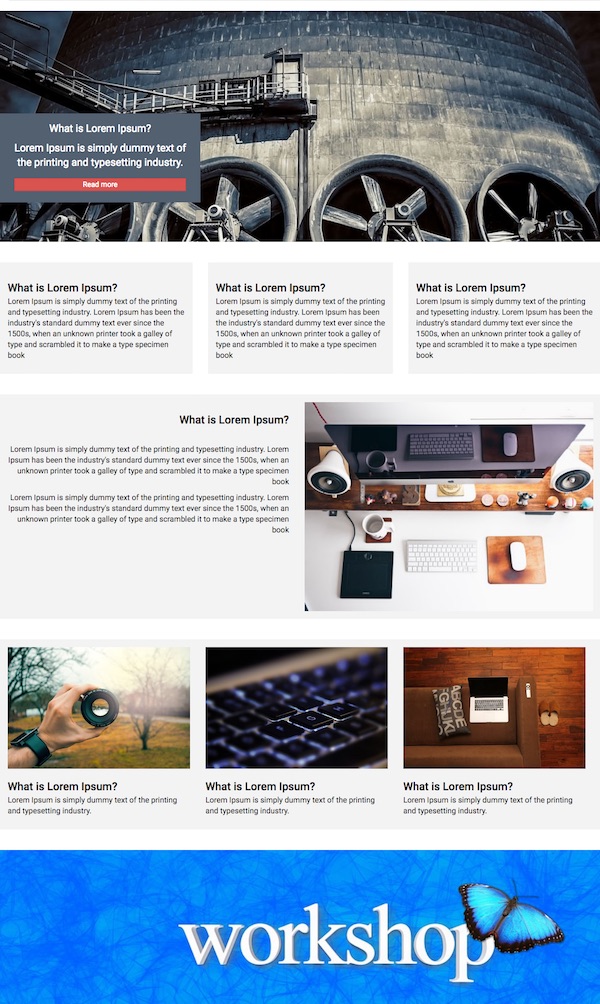 What is Lorem Ipsum?
Lorem Ipsum is simply dummy text of
the printing and typesetting industry.
Read more
What is Lorem Ipsum?
Lorem Ipsum is simply dummy text of the printing
and typesetting industry. Lorem Ipsum has been the
industry's standard dummy text ever since the
1500s, when an unknown printer took a galley of
type and scrambled it to make a type specimen
book
What is Lorem Ipsum?
Lorem Ipsum is simply dummy text of the printing
and typesetting industry. Lorem Ipsum has been the
industry's standard dummy text ever since the
1500s, when an unknown printer took a galley of
type and scrambled it to make a type specimen
book
What is Lorem Ipsum?
Lorem Ipsum is simply dummy text of the printing
and typesetting industry. Lorem Ipsum has been the
industry's standard dummy text ever since the
1500s, when an unknown printer took a galley of
type and scrambled it to make a type specimen
book
What is Lorem Ipsum?
Lorem Ipsum is simply dummy text of the printing and typesetting industry. Lorem
Ipsum has been the industry's standard dummy text ever since the 1500s, when an
unknown printer took a galley of type and scrambled it to make a type specimen
book
Lorem Ipsum is simply dummy text of the printing and typesetting industry. Lorem
Ipsum has been the industry's standard dummy text ever since the 1500s, when an
unknown printer took a galley of type and scrambled it to make a type specimen
book
ABCDE
FGHIJK
What is Lorem Ipsum?
Lorem Ipsum is simply dummy text of the printing
and typesetting industry.
What is Lorem Ipsum?
Lorem Ipsum is simply dummy text of the printing
and typesetting industry.
What is Lorem Ipsum?
Lorem Ipsum is simply dummy text of the printing
and typesetting industry.
workshop